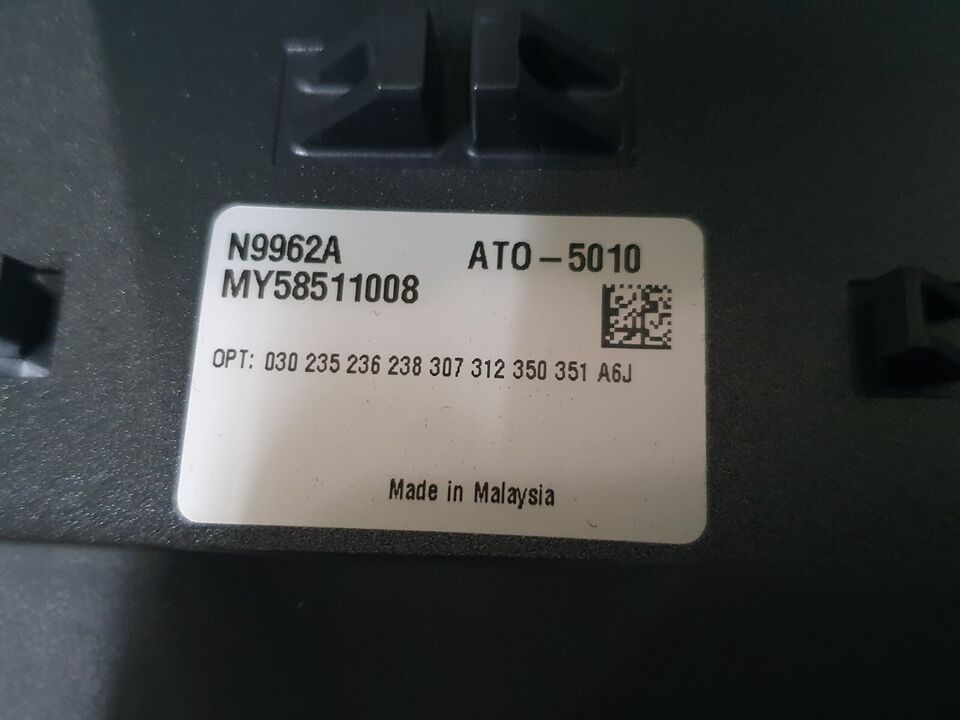 N9962A ATO-5010
MY58511008
OPT: 030 235 236 238 307 312 350 351 A6J
Made in Malaysia